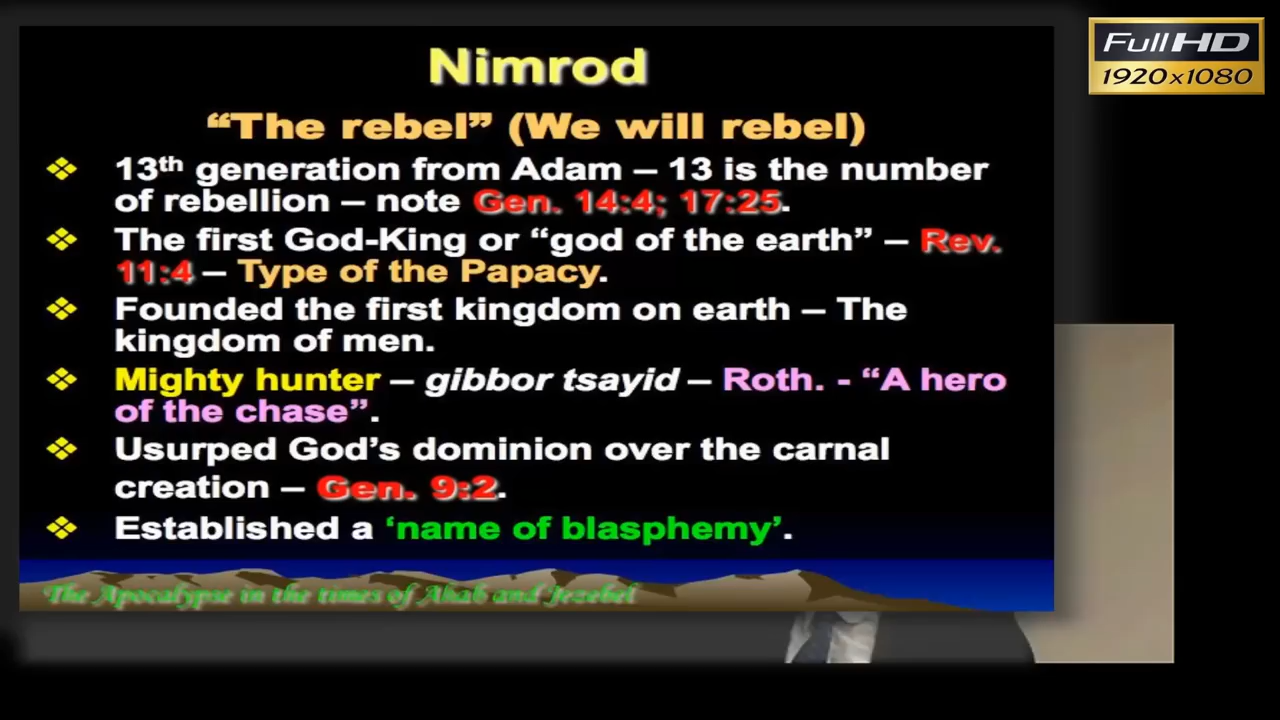 Full HD
1920x1080
Nimrod
“The rebel” (We will rebel)
❖ 13th generation from Adam – 13 is the number
of rebellion – note Gen. 14:4; 17:25.
❖ The first God-King or “god of the earth” – Rev.
11:4 – Type of the Papacy.
❖ Founded the first kingdom on earth – The
kingdom of men.
❖ Mighty hunter – gibbor tsayid – Roth. - “A hero
of the chase”.
❖ Usurped God’s dominion over the carnal
creation – Gen. 9:2.
❖ Established a ‘name of blasphemy’.
The Apocalypse in the times of Ahab and Jezebel